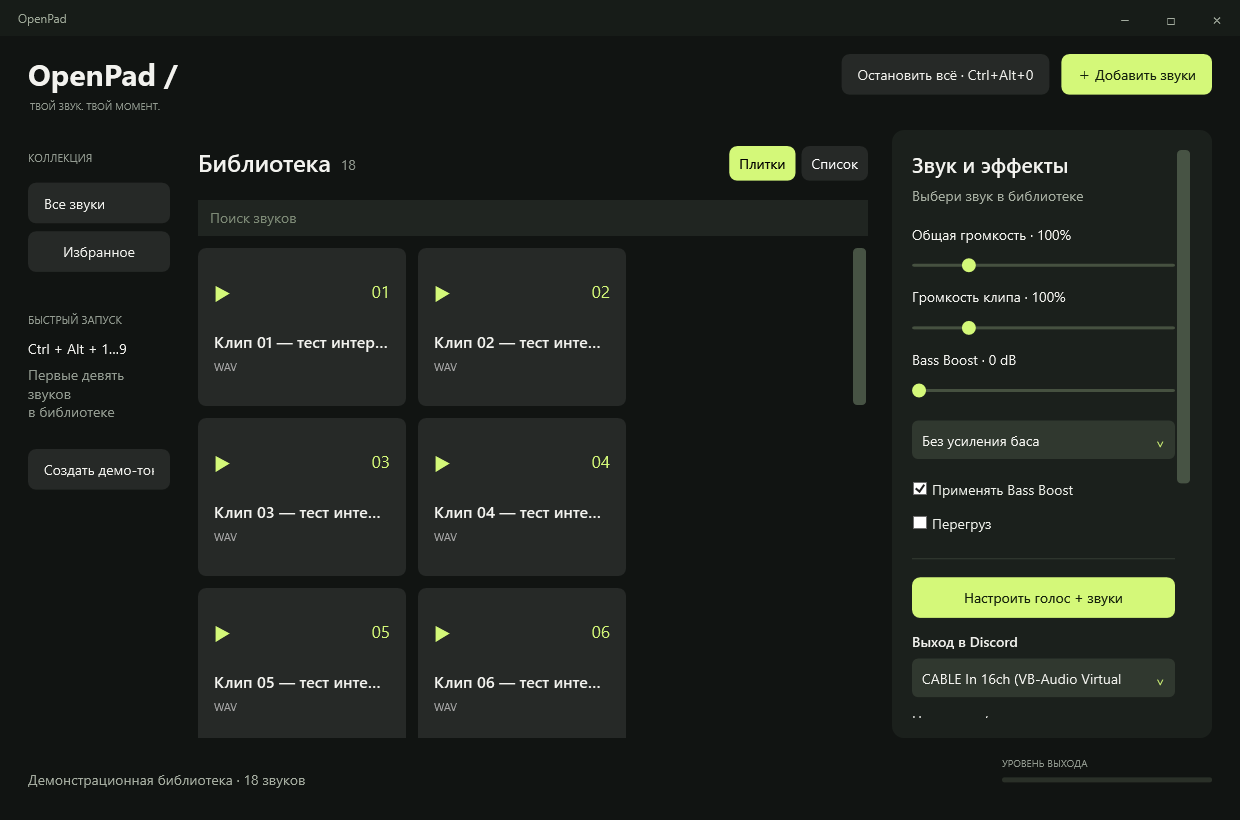 OpenPad
OpenPad /
ТВОЙ ЗВУК. ТВОЙ МОМЕНТ.
Остановить всё · Ctrl+Alt+0
+ Добавить звуки
КОЛЛЕКЦИЯ
Все звуки
Избранное
БЫСТРЫЙ ЗАПУСК
Ctrl + Alt + 1...9
Первые девять
звуков
в библиотеке
Создать демо-тон
Библиотека 18
Плитки
Список
Поиск звуков
01
Клип 01 — тест интер...
WAV
02
Клип 02 — тест инте...
WAV
03
Клип 03 — тест инте...
WAV
04
Клип 04 — тест инте...
WAV
05
Клип 05 — тест инте...
WAV
06
Клип 06 — тест инте...
WAV
Звук и эффекты
Выбери звук в библиотеке
Общая громкость · 100%
Громкость клипа · 100%
Bass Boost · 0 dB
Без усиления баса
Применять Bass Boost
Перегруз
Настроить голос + звуки
Выход в Discord
CABLE In 16ch (VB-Audio Virtual
Демонстрационная библиотека · 18 звуков
УРОВЕНЬ ВЫХОДА